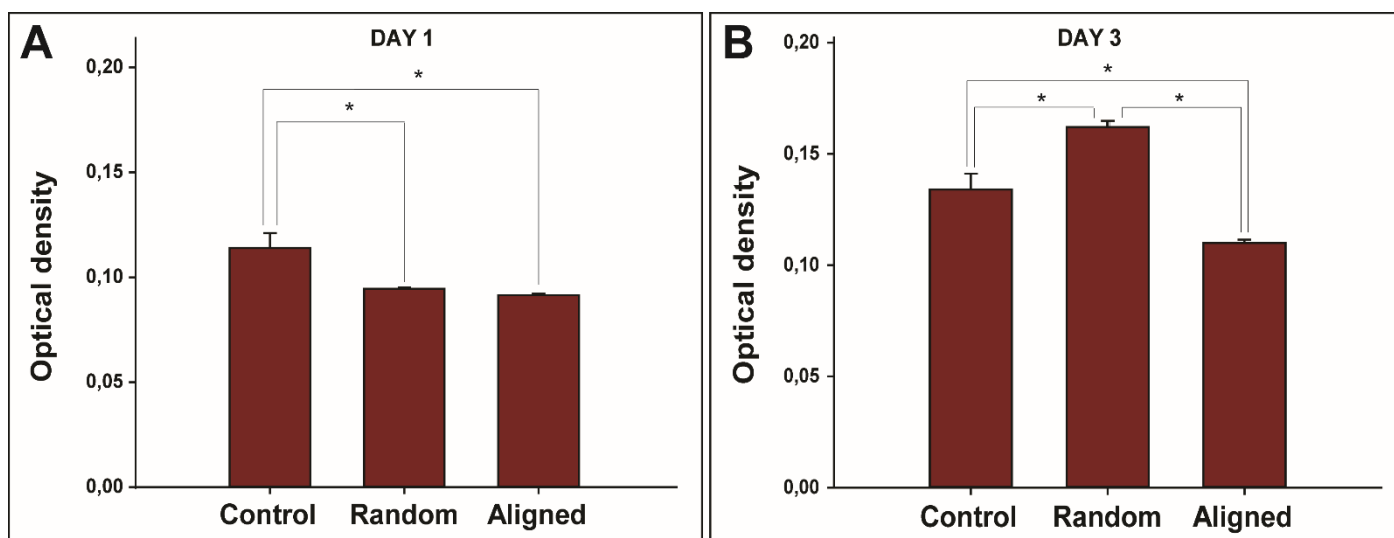 A
DAY 1
Optical density
0,20
0,15
0,10
0,05
0,00
*
*
Control Random Aligned
B
DAY 3
Optical density
0,20
0,15
0,10
0,05
0,00
*
*
*
Control Random Aligned